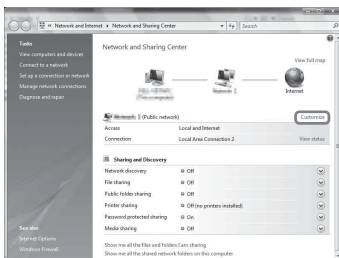 « Network and Internet ▸ Network and Sharing Center
Search
Tasks
View computers and devices
Connect to a network
Set up a connection or network
Manage network connections
Diagnose and repair
See also
Internet Options
Windows Firewall
Network and Sharing Center
View full map
(This computer)
Internet
(Public network)
Customize
Access Local and Internet
Connection Local Area Connection 2 View status
Sharing and Discovery
Network discovery Off
File sharing Off
Public folder sharing Off
Printer sharing Off (no printers installed)
Password protected sharing On
Media sharing Off
Show me all the files and folders I am sharing
Show me all the shared network folders on this computer